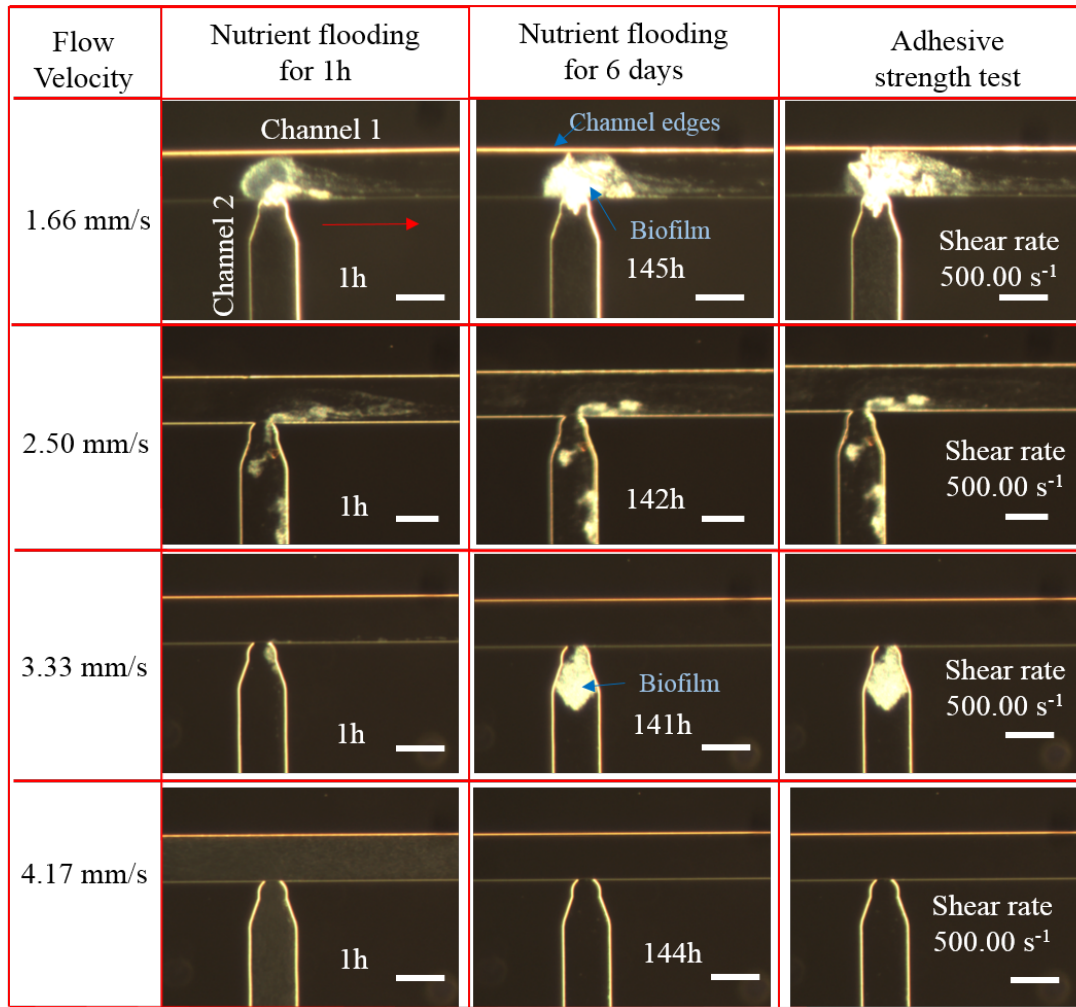 Flow
Velocity
Nutrient flooding
for 1h
Nutrient flooding
for 6 days
Adhesive
strength test
1.66 mm/s
Channel 1
Channel 2
1h
Channel edges
Biofilm
145h
Shear rate
500.00 s⁻¹
2.50 mm/s
1h
142h
Shear rate
500.00 s⁻¹
3.33 mm/s
1h
Biofilm
141h
Shear rate
500.00 s⁻¹
4.17 mm/s
1h
144h
Shear rate
500.00 s⁻¹